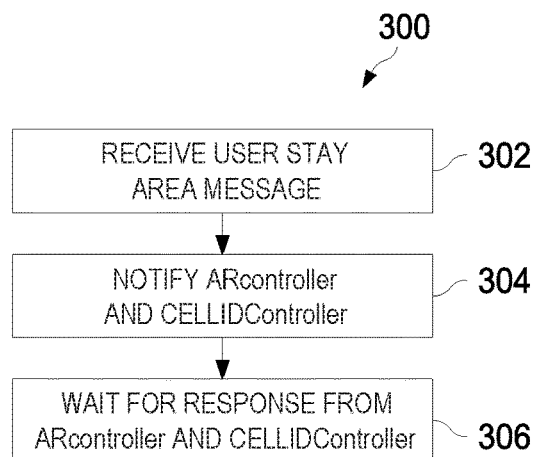 300
RECEIVE USER STAY
AREA MESSAGE
302
NOTIFY ARcontroller
AND CELLIDController
304
WAIT FOR RESPONSE FROM
ARcontroller AND CELLIDController
306